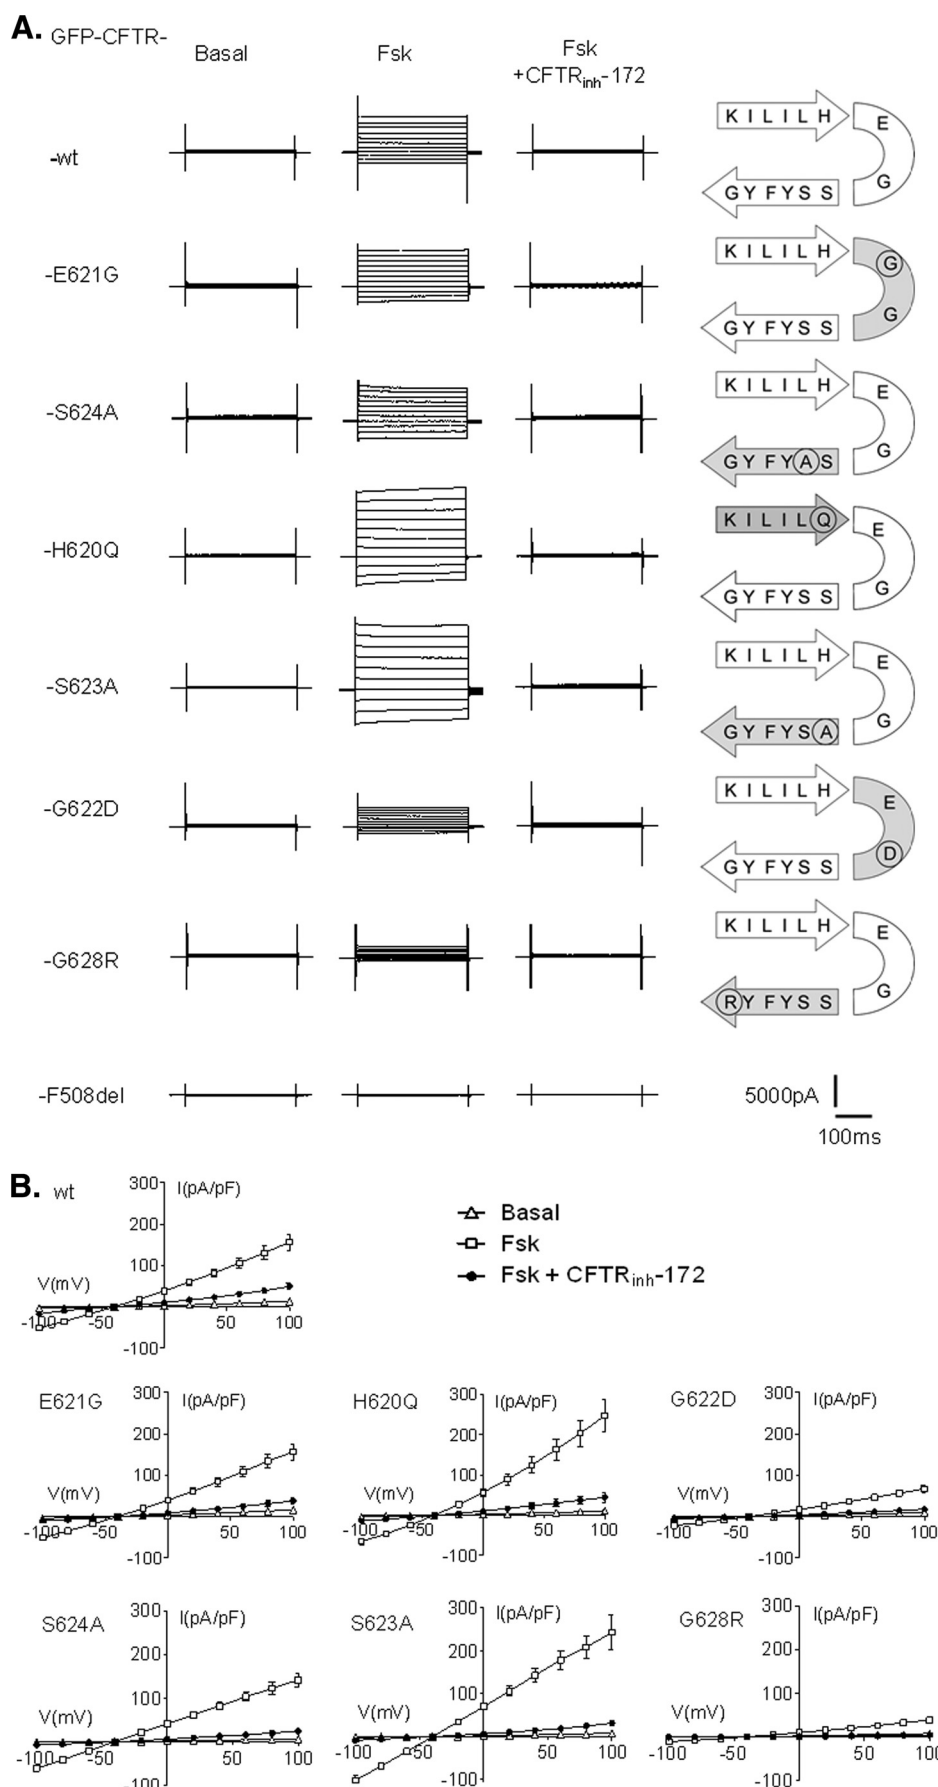 A. GFP-CFTR-
Basal Fsk Fsk
+CFTRinh-172
-wt
K I L I L H E
G Y F Y S S G
-E621G
K I L I L H G
G Y F Y S S G
-S624A
K I L I L H E
G Y F Y A S G
-H620Q
K I L I L Q E
G Y F Y S S G
-S623A
K I L I L H E
G Y F Y S A G
-G622D
K I L I L H E
G Y F Y S S D
-G628R
K I L I L H E
R Y F Y S S G
-F508del
5000pA
100ms
B. wt
300 I(pA/pF)
200
100
V(mV)
-100 -50 50 100
-100
Basal
Fsk
Fsk + CFTRinh-172
E621G
300 I(pA/pF)
200
100
V(mV)
-100 -50 50 100
-100
H620Q
300 I(pA/pF)
200
100
V(mV)
-100 -50 50 100
-100
G622D
300 I(pA/pF)
200
100
V(mV)
-100 -50 50 100
-100
S624A
300 I(pA/pF)
200
100
V(mV)
-100 -50 50 100
-100
S623A
300 I(pA/pF)
200
100
V(mV)
-100 -50 50 100
-100
G628R
300 I(pA/pF)
200
100
V(mV)
-100 -50 50 100
-100